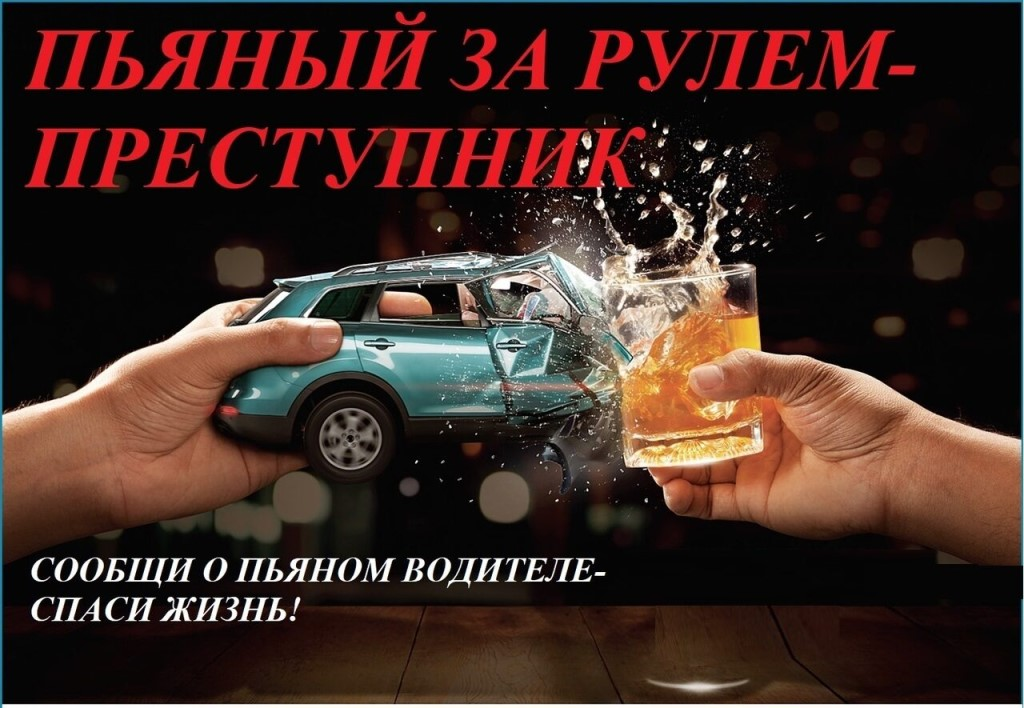 ПЬЯНЫЙ ЗА РУЛЕМ-
ПРЕСТУПНИК
СООБЩИ О ПЬЯНОМ ВОДИТЕЛЕ-
СПАСИ ЖИЗНЬ!